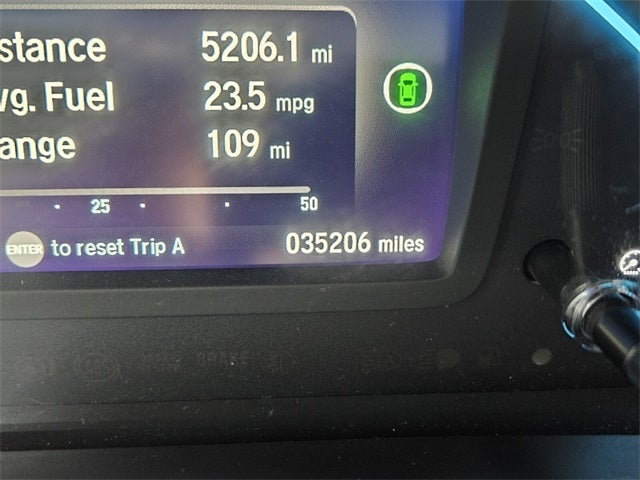 stance 5206.1 mi
vg. Fuel 23.5 mpg
ange 109 mi
25 50
ENTER to reset Trip A 035206 miles
BRAKE